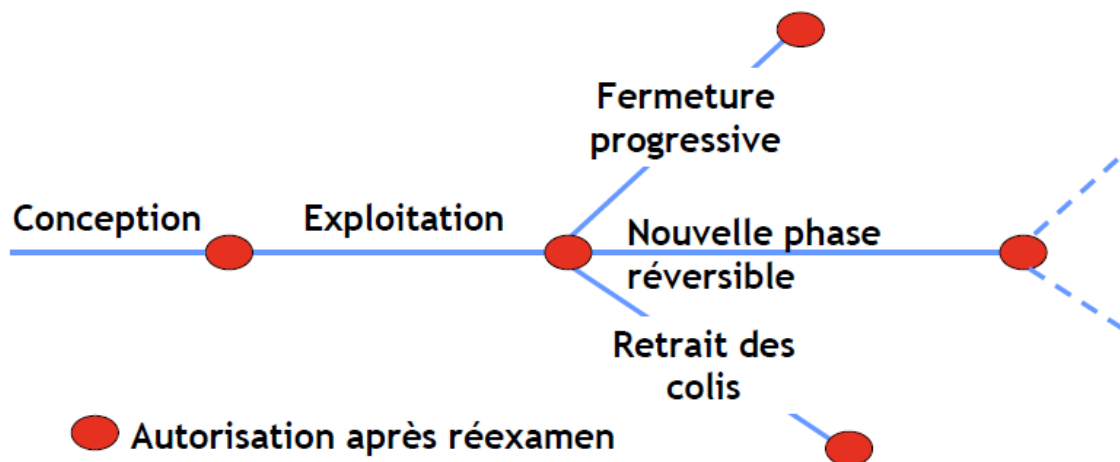 Fermeture
progressive
Conception
Exploitation
Nouvelle phase
réversible
Retrait des
colis
Autorisation après réexamen